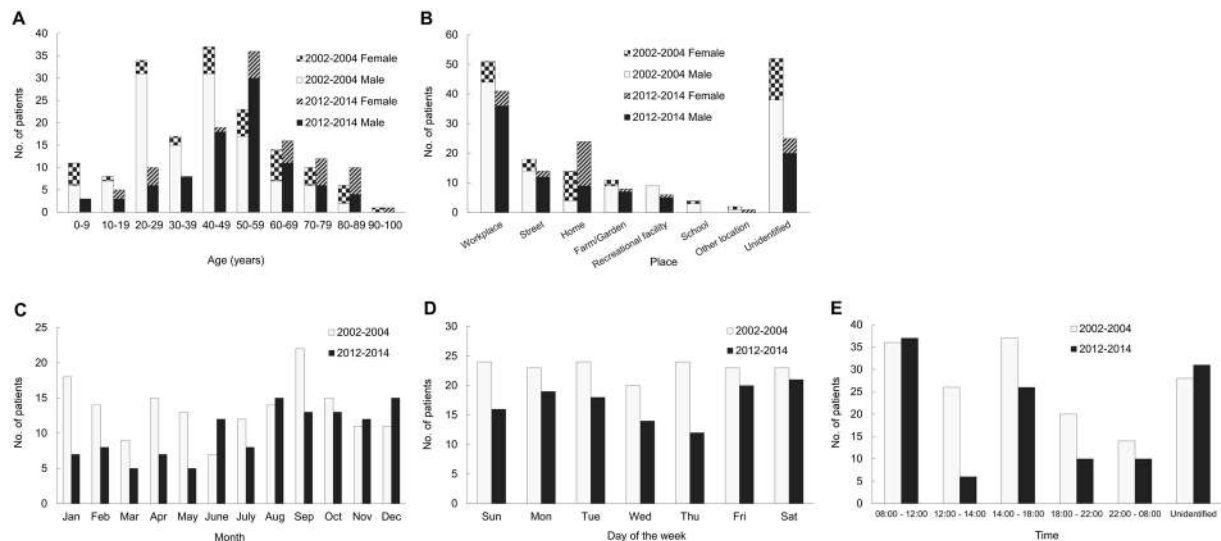 A
No. of patients
40
35
30
25
20
15
10
5
0
2002-2004 Female
2002-2004 Male
2012-2014 Female
2012-2014 Male
0-9 10-19 20-29 30-39 40-49 50-59 60-69 70-79 80-89 90-100
Age (years)
B
No. of patients
60
50
40
30
20
10
0
2002-2004 Female
2002-2004 Male
2012-2014 Female
2012-2014 Male
Workplace Street Home Farm/Garden Recreational facility School Other location Unidentified
Place
C
No. of patients
25
20
15
10
5
0
2002-2004
2012-2014
Jan Feb Mar Apr May June July Aug Sep Oct Nov Dec
Month
D
No. of patients
30
25
20
15
10
5
0
2002-2004
2012-2014
Sun Mon Tue Wed Thu Fri Sat
Day of the week
E
No. of patients
40
35
30
25
20
15
10
5
0
2002-2004
2012-2014
08:00 - 12:00 12:00 - 14:00 14:00 - 18:00 18:00 - 22:00 22:00 - 08:00 Unidentified
Time